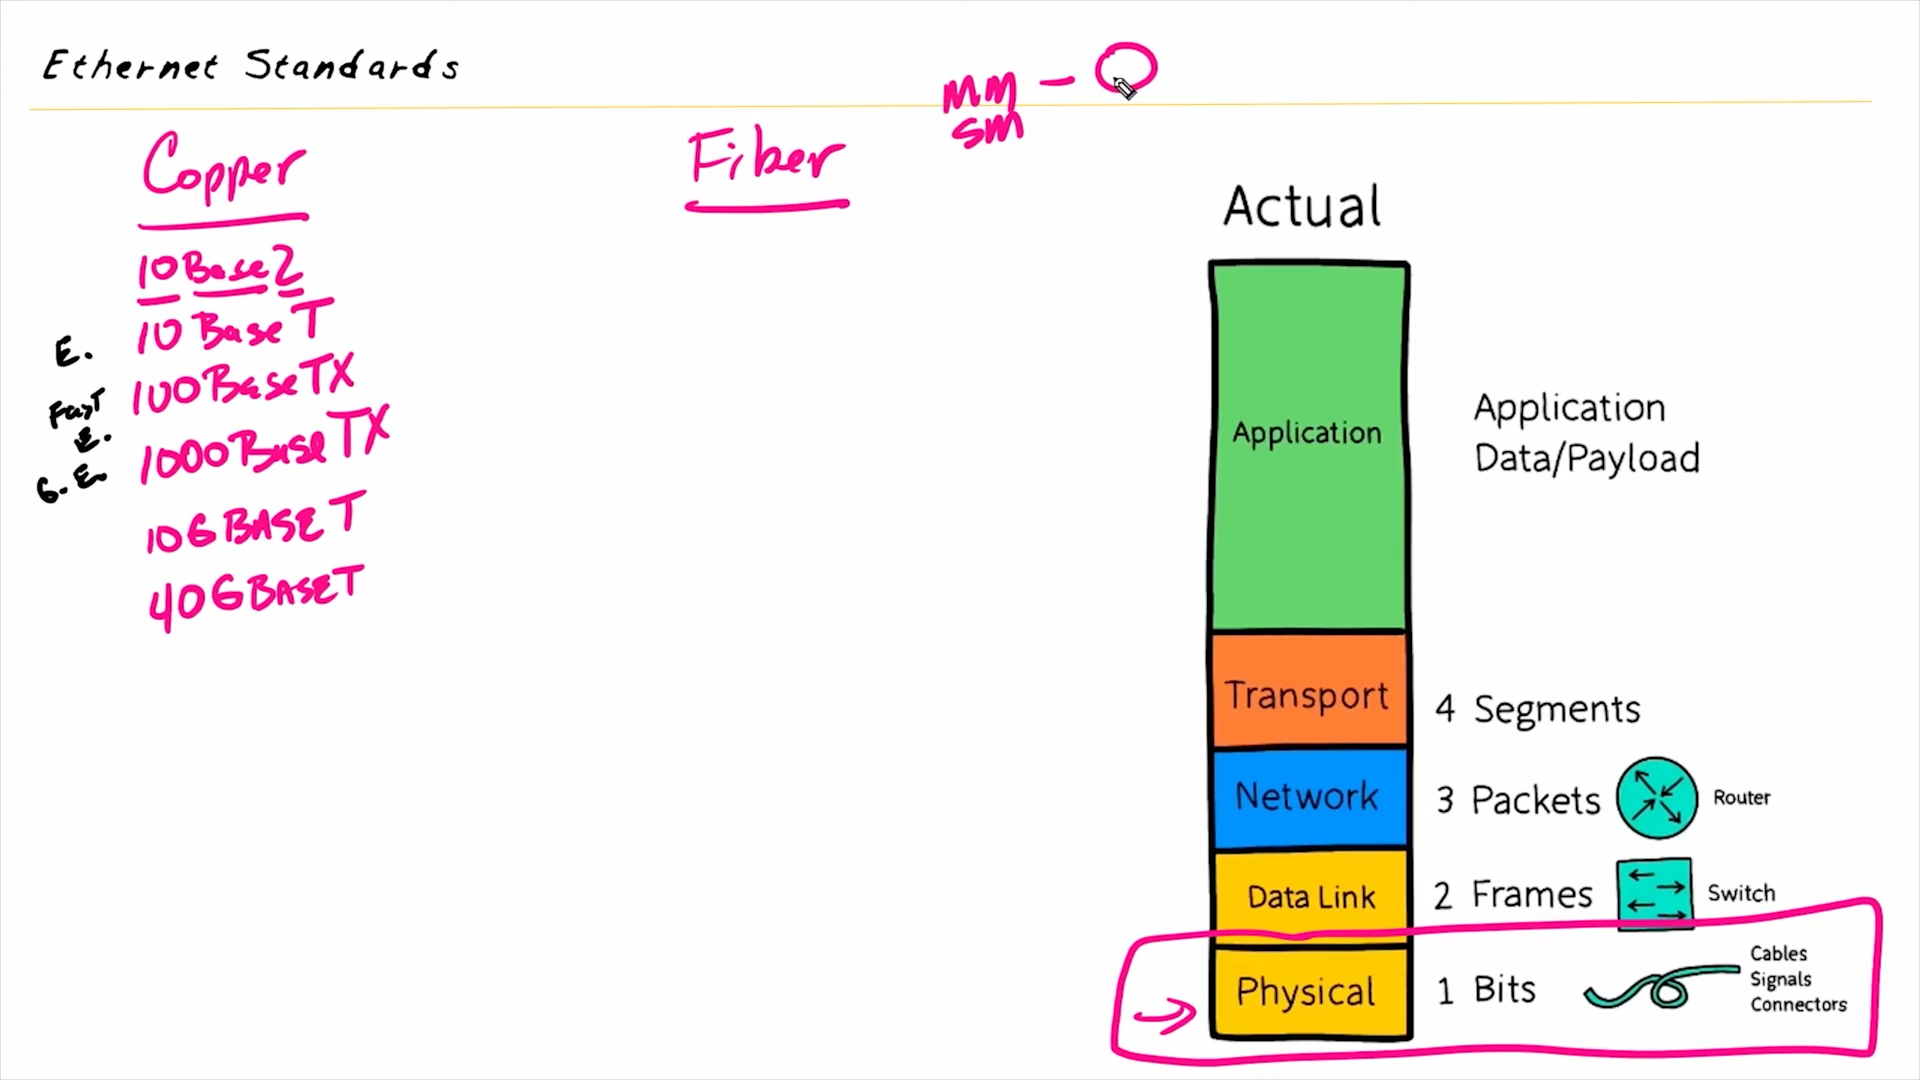 Ethernet Standards
mm -
sm
Copper
Fiber
10Base2
10BaseT
E.
100BaseTX
Fast
E.
1000BaseTX
G.E.
10GBASET
40GBASET
Actual
Application
Application
Data/Payload
Transport
4 Segments
Network
3 Packets
Router
Data Link
2 Frames
Switch
Physical
1 Bits
Cables
Signals
Connectors